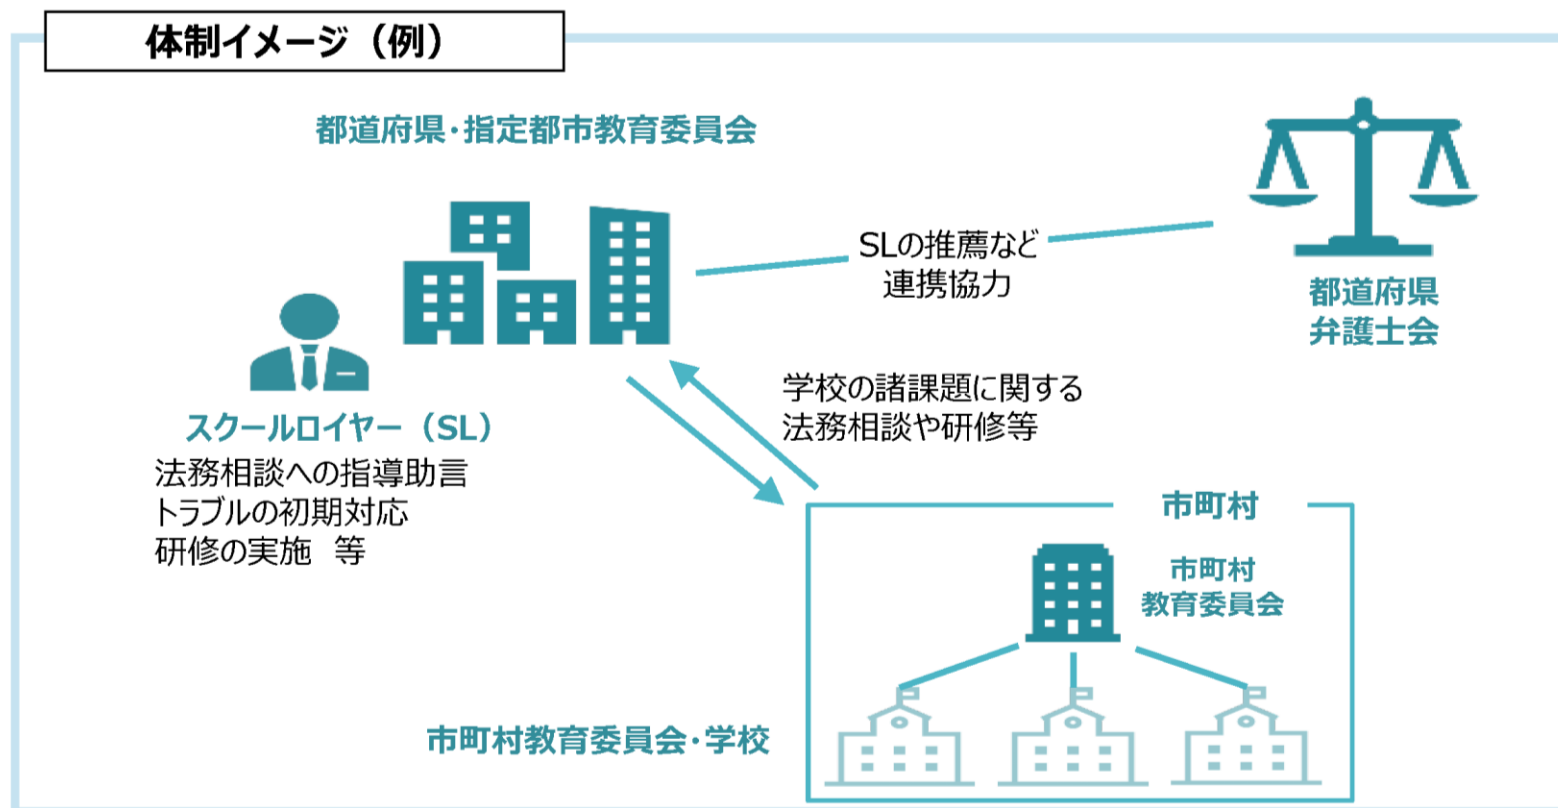 体制イメージ（例）
都道府県・指定都市教育委員会
SLの推薦など
連携協力
都道府県
弁護士会
スクールロイヤー（SL）
法務相談への指導助言
トラブルの初期対応
研修の実施　等
学校の諸課題に関する
法務相談や研修等
市町村
市町村
教育委員会
市町村教育委員会・学校